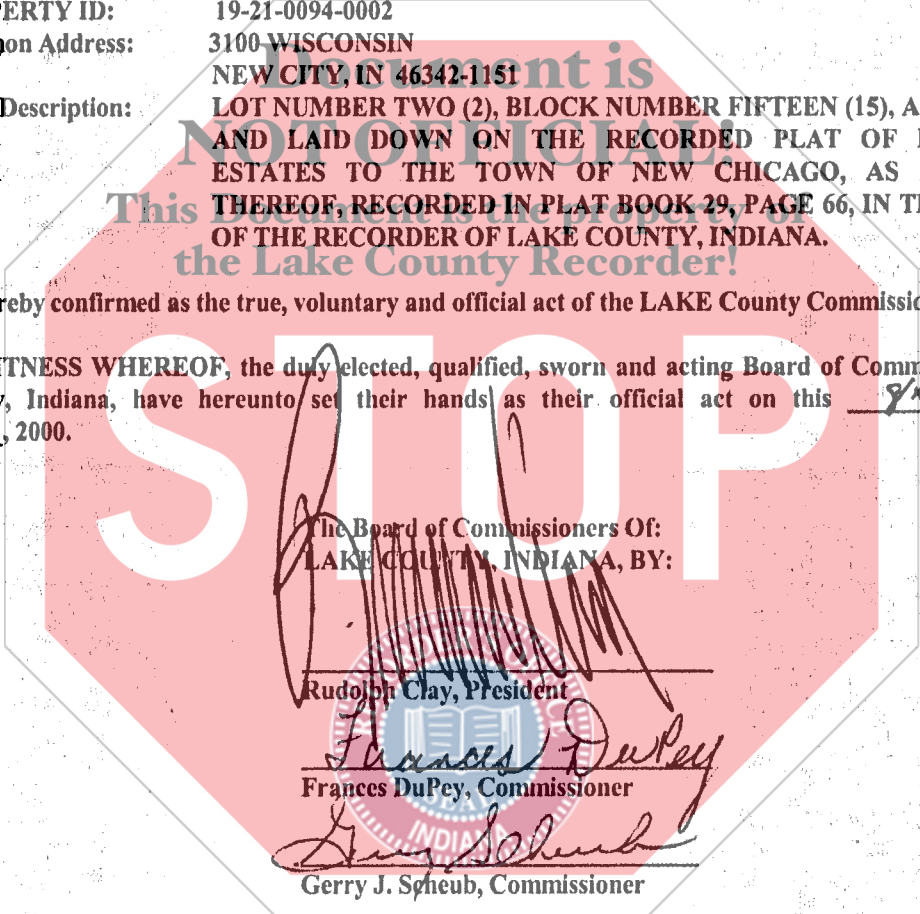 ERTY ID: 19-21-0094-0002
on Address: 3100 WISCONSIN
NEW CITY, IN 46342-1151
Description: LOT NUMBER TWO (2), BLOCK NUMBER FIFTEEN (15), A
AND LAID DOWN ON THE RECORDED PLAT OF
ESTATES TO THE TOWN OF NEW CHICAGO, AS
THEREOF, RECORDED IN PLAT BOOK 29, PAGE 66, IN T
OF THE RECORDER OF LAKE COUNTY, INDIANA.
Document is
NOT OFFICIAL!
This Document is the property of
the Lake County Recorder!
reby confirmed as the true, voluntary and official act of the LAKE County Commissio
TNESS WHEREOF, the duly elected, qualified, sworn and acting Board of Comm
, Indiana, have hereunto set their hands as their official act on this
, 2000.
STOP
The Board of Commissioners Of:
LAKE COUNTY, INDIANA, BY:
Rudolph Clay, President
Frances DuPey
Frances DuPey, Commissioner
Gerry Scheub
Gerry J. Scheub, Commissioner
SEAL
INDIANA